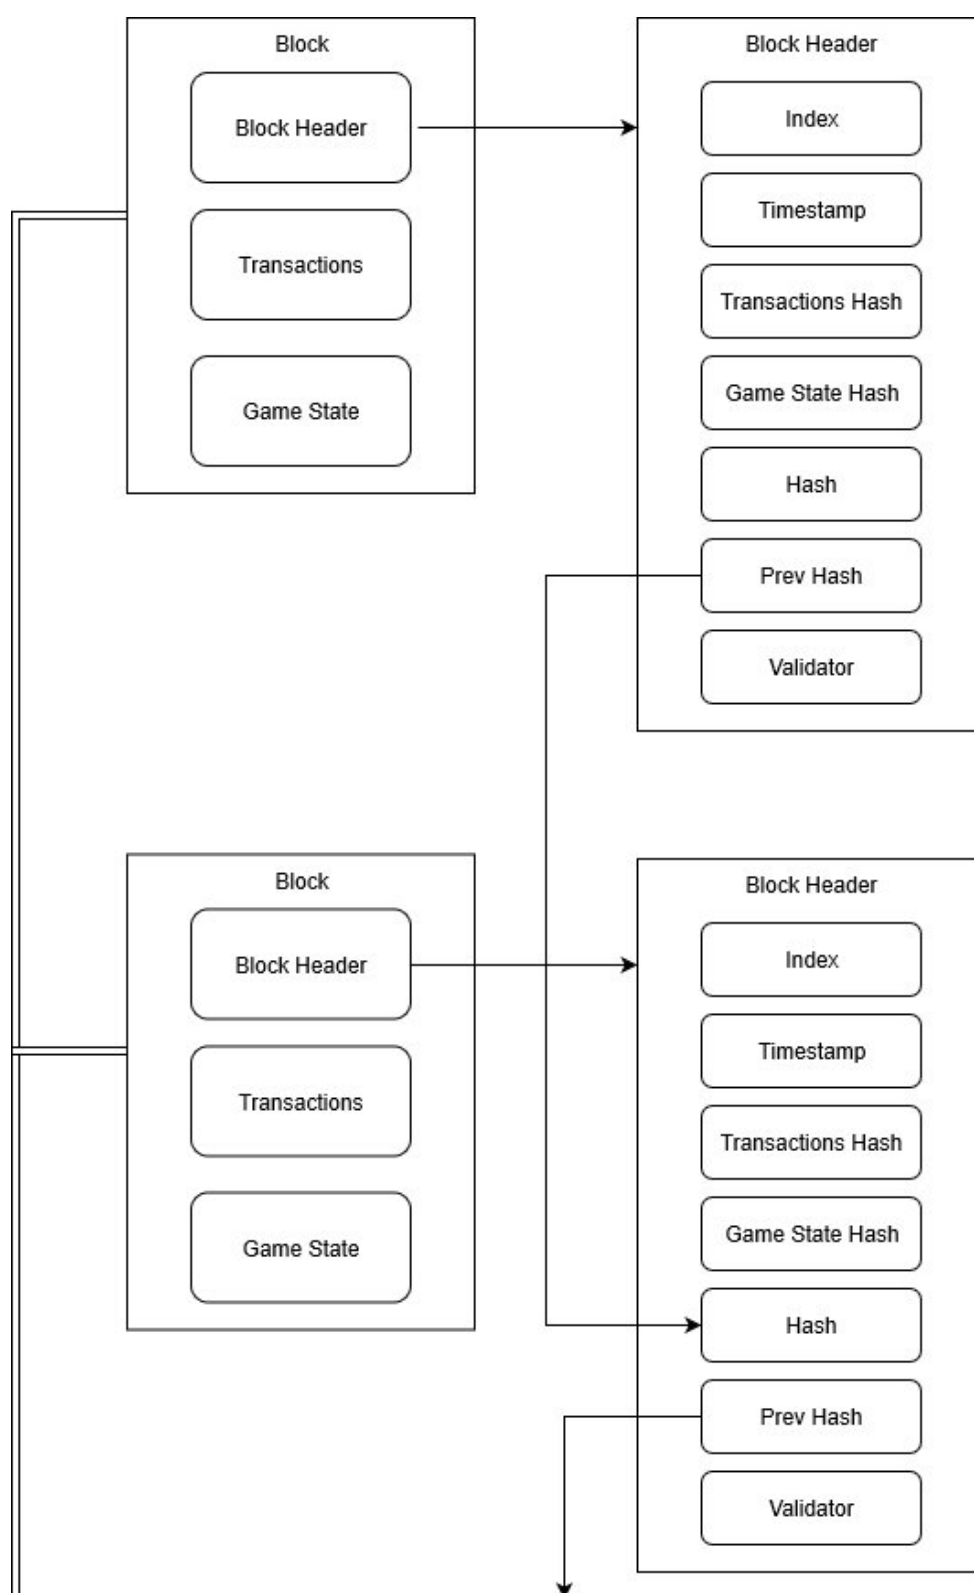 Block
Block Header
Transactions
Game State
Block Header
Index
Timestamp
Transactions Hash
Game State Hash
Hash
Prev Hash
Validator
Block
Block Header
Transactions
Game State
Block Header
Index
Timestamp
Transactions Hash
Game State Hash
Hash
Prev Hash
Validator